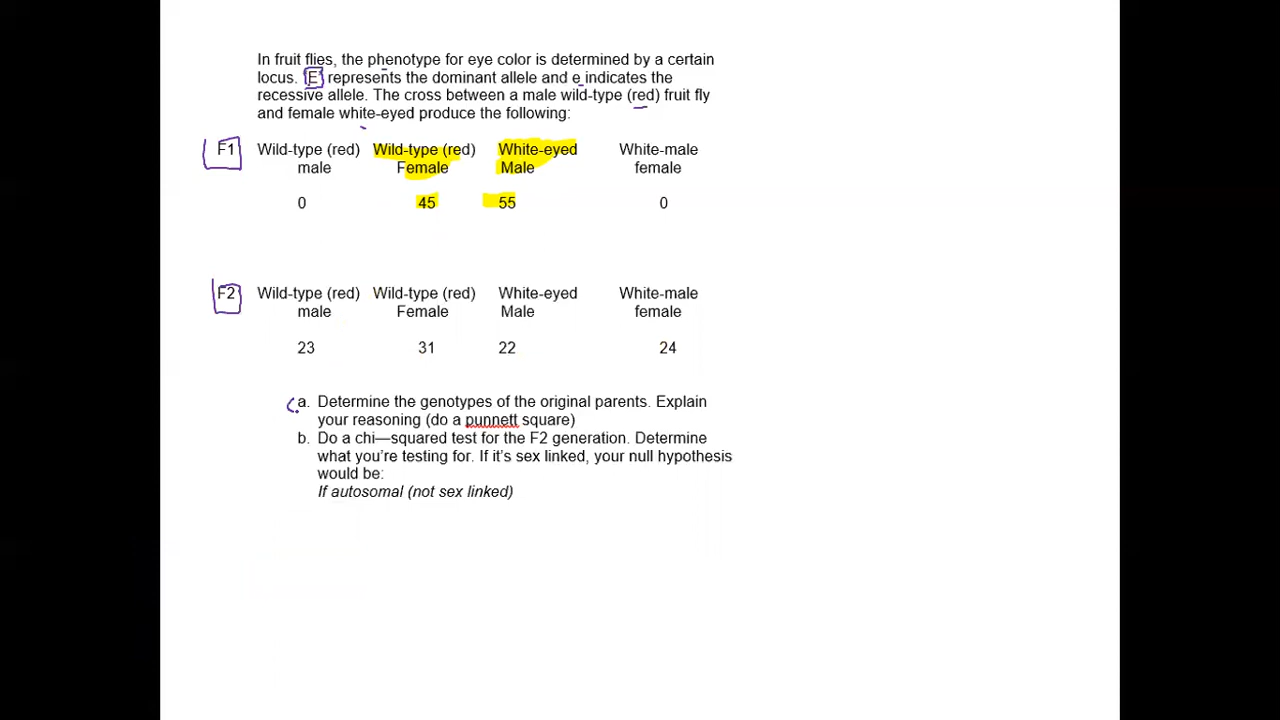 In fruit flies, the phenotype for eye color is determined by a certain
locus. E represents the dominant allele and e indicates the
recessive allele. The cross between a male wild-type (red) fruit fly
and female white-eyed produce the following:
F1 Wild-type (red) Wild-type (red) White-eyed White-male
male Female Male female
0 45 55 0
F2 Wild-type (red) Wild-type (red) White-eyed White-male
male Female Male female
23 31 22 24
a. Determine the genotypes of the original parents. Explain
your reasoning (do a punnett square)
b. Do a chi—squared test for the F2 generation. Determine
what you're testing for. If it's sex linked, your null hypothesis
would be:
If autosomal (not sex linked)